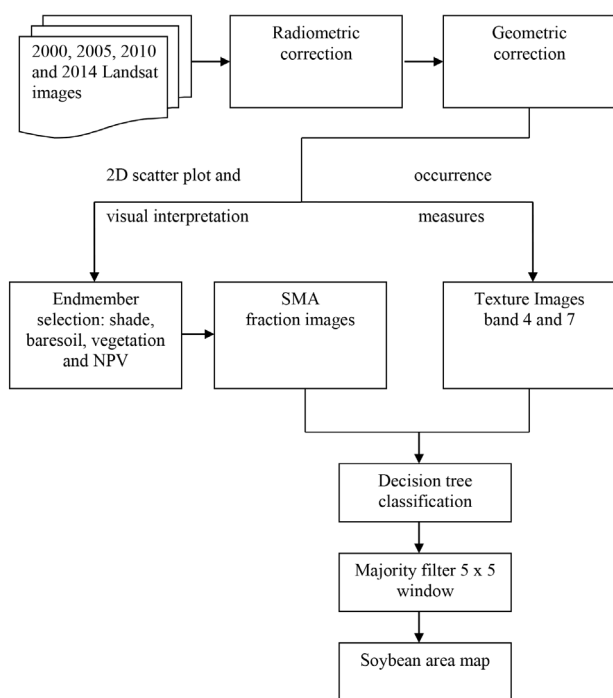 2000, 2005, 2010
and 2014 Landsat
images
Radiometric
correction
Geometric
correction
2D scatter plot and
visual interpretation
occurrence
measures
Endmember
selection: shade,
baresoil, vegetation
and NPV
SMA
fraction images
Texture Images
band 4 and 7
Decision tree
classification
Majority filter 5 x 5
window
Soybean area map